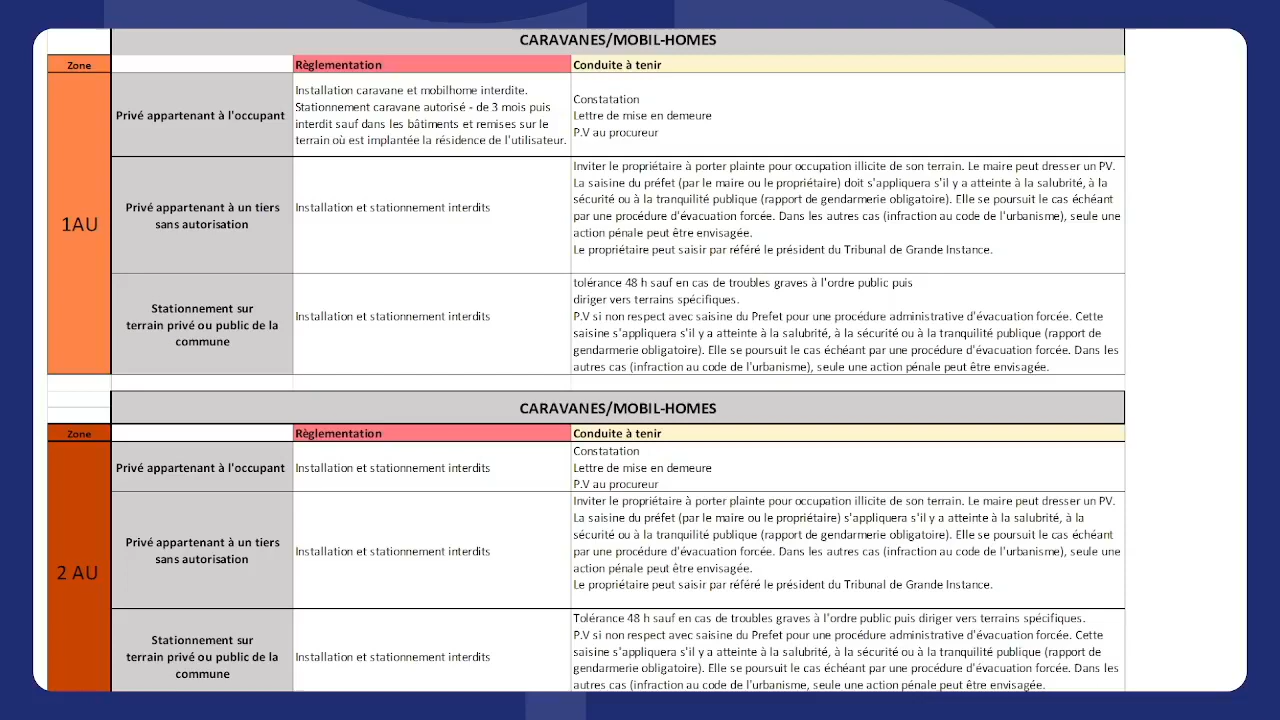 CARAVANES/MOBIL-HOMES
Zone
Règlementation
Conduite à tenir
1AU
Privé appartenant à l'occupant
Installation caravane et mobilhome interdite.
Stationnement caravane autorisé - de 3 mois puis
interdit sauf dans les bâtiments et remises sur le
terrain où est implantée la résidence de l'utilisateur.
Constatation
Lettre de mise en demeure
P.V au procureur
Privé appartenant à un tiers
sans autorisation
Installation et stationnement interdits
Inviter le propriétaire à porter plainte pour occupation illicite de son terrain. Le maire peut dresser un PV.
La saisine du préfet (par le maire ou le propriétaire) doit s'appliquera s'il y a atteinte à la salubrité, à la
sécurité ou à la tranquilité publique (rapport de gendarmerie obligatoire). Elle se poursuit le cas échéant
par une procédure d'évacuation forcée. Dans les autres cas (infraction au code de l'urbanisme), seule une
action pénale peut être envisagée.
Le propriétaire peut saisir par référé le président du Tribunal de Grande Instance.
Stationnement sur
terrain privé ou public de la
commune
Installation et stationnement interdits
tolérance 48 h sauf en cas de troubles graves à l'ordre public puis
diriger vers terrains spécifiques.
P.V si non respect avec saisine du Prefet pour une procédure administrative d'évacuation forcée. Cette
saisine s'appliquera s'il y a atteinte à la salubrité, à la sécurité ou à la tranquilité publique (rapport de
gendarmerie obligatoire). Elle se poursuit le cas échéant par une procédure d'évacuation forcée. Dans les
autres cas (infraction au code de l'urbanisme), seule une action pénale peut être envisagée.
CARAVANES/MOBIL-HOMES
Zone
Règlementation
Conduite à tenir
2 AU
Privé appartenant à l'occupant
Installation et stationnement interdits
Constatation
Lettre de mise en demeure
P.V au procureur
Privé appartenant à un tiers
sans autorisation
Installation et stationnement interdits
Inviter le propriétaire à porter plainte pour occupation illicite de son terrain. Le maire peut dresser un PV.
La saisine du préfet (par le maire ou le propriétaire) s'appliquera s'il y a atteinte à la salubrité, à la
sécurité ou à la tranquilité publique (rapport de gendarmerie obligatoire). Elle se poursuit le cas échéant
par une procédure d'évacuation forcée. Dans les autres cas (infraction au code de l'urbanisme), seule une
action pénale peut être envisagée.
Le propriétaire peut saisir par référé le président du Tribunal de Grande Instance.
Stationnement sur
terrain privé ou public de la
commune
Installation et stationnement interdits
Tolérance 48 h sauf en cas de troubles graves à l'ordre public puis diriger vers terrains spécifiques.
P.V si non respect avec saisine du Prefet pour une procédure administrative d'évacuation forcée. Cette
saisine s'appliquera s'il y a atteinte à la salubrité, à la sécurité ou à la tranquilité publique (rapport de
gendarmerie obligatoire). Elle se poursuit le cas échéant par une procédure d'évacuation forcée. Dans les
autres cas (infraction au code de l'urbanisme, seule une action pénale peut être envisagée.